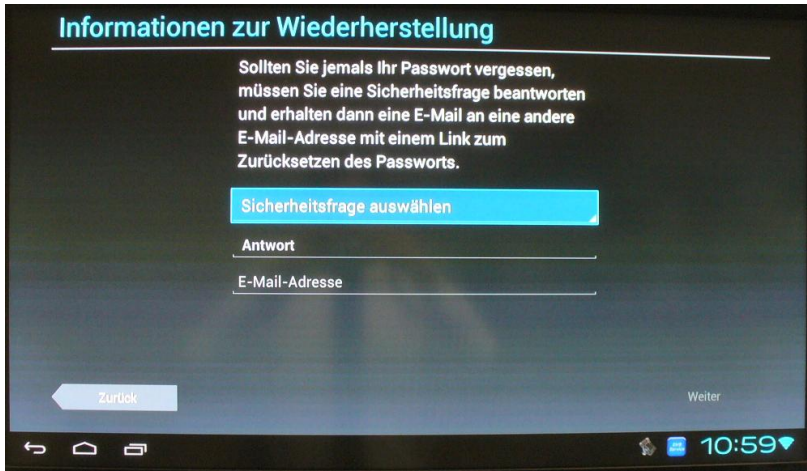 Informationen zur Wiederherstellung
Sollten Sie jemals Ihr Passwort vergessen,
müssen Sie eine Sicherheitsfrage beantworten
und erhalten dann eine E-Mail an eine andere
E-Mail-Adresse mit einem Link zum
Zurücksetzen des Passworts.
Sicherheitsfrage auswählen
Antwort
E-Mail-Adresse
Zurück
Weiter
10:59